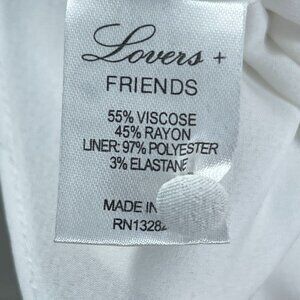 Lovers +
FRIENDS
55% VISCOSE
45% RAYON
LINER: 97% POLYESTER
3% ELASTANE
MADE IN